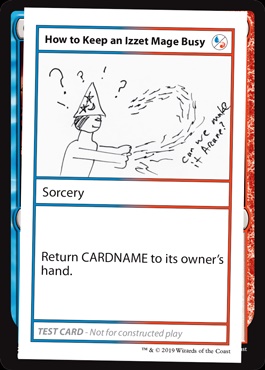 How to Keep an Izzet Mage Busy
? ? ! ! ?
can we make
it Arcane?
Sorcery
Return CARDNAME to its owner's
hand.
TEST CARD - Not for constructed play
™ & © 2019 Wizards of the Coast